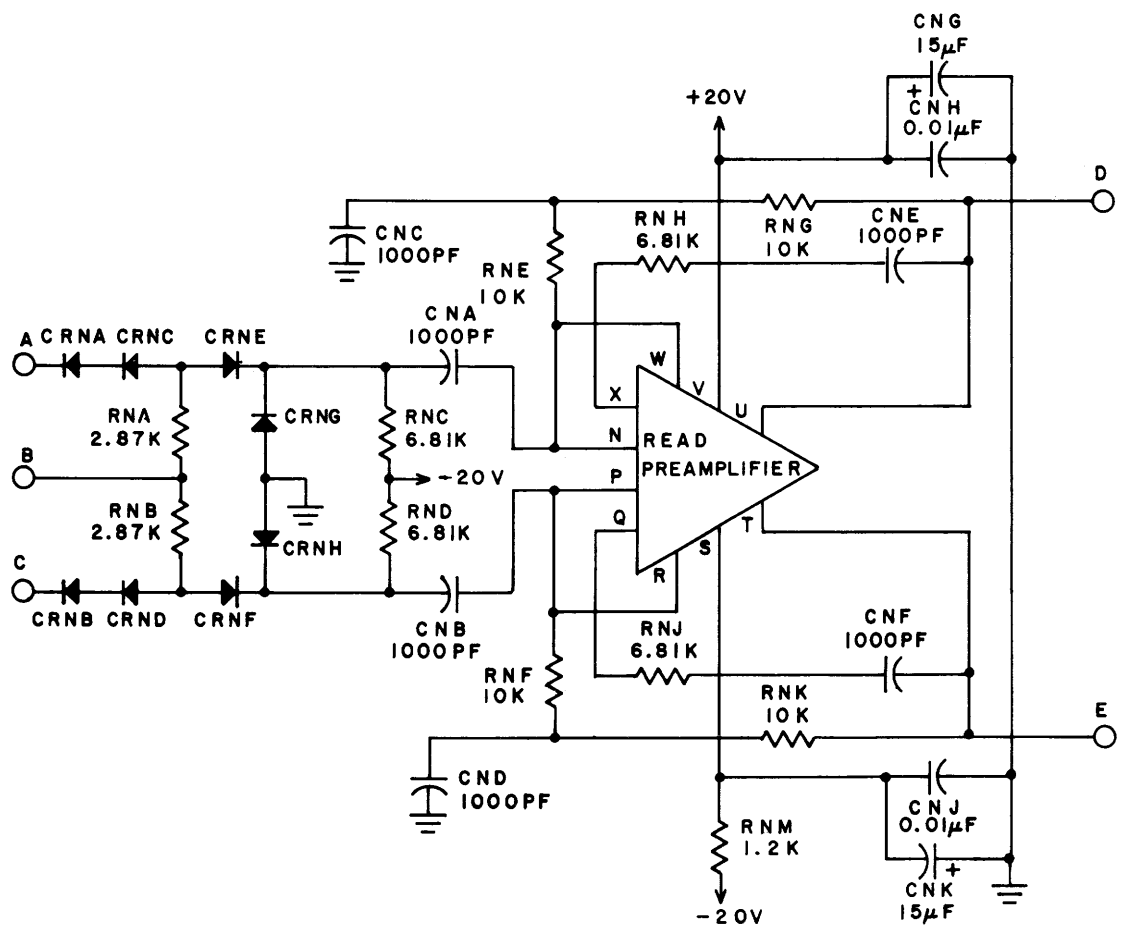 CNG
15µF
+
CNH
0.01µF
+20V
D
CNC
1000PF
RNE
10K
RNH
6.81K
RNG
10K
CNE
1000PF
CNA
1000PF
A
CRNA
CRNC
CRNE
W
V
U
X
RNA
2.87K
CRNG
RNC
6.81K
N
READ
PREAMPLIFIER
B
-20V
P
RNB
2.87K
RND
6.81K
Q
CRNH
S
T
R
C
CRNB
CRND
CRNF
CNB
1000PF
RNJ
6.81K
CNF
1000PF
RNF
10K
RNK
10K
E
CND
1000PF
CNJ
0.01µF
RNM
1.2K
+
CNK
15µF
-20V